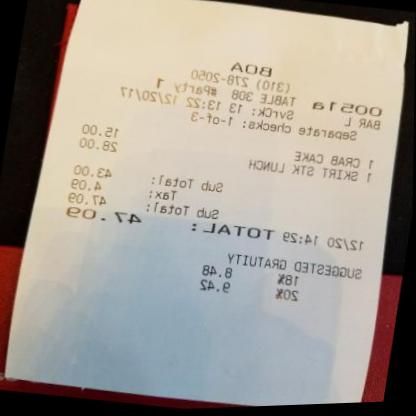 BOA
(310) 278-2050
0051a TABLE 308 #Party 1
BAR L SvrCk: 13 13:22 12/20/17
Separate checks: 1-of-3
1 CRAB CAKE 15.00
1 SKIRT STK LUNCH 28.00
Sub Total: 43.00
Tax: 4.09
Sub Total: 47.09
12/20 14:29 TOTAL: 47.09
SUGGESTED GRATUITY
18% 8.48
20% 9.42